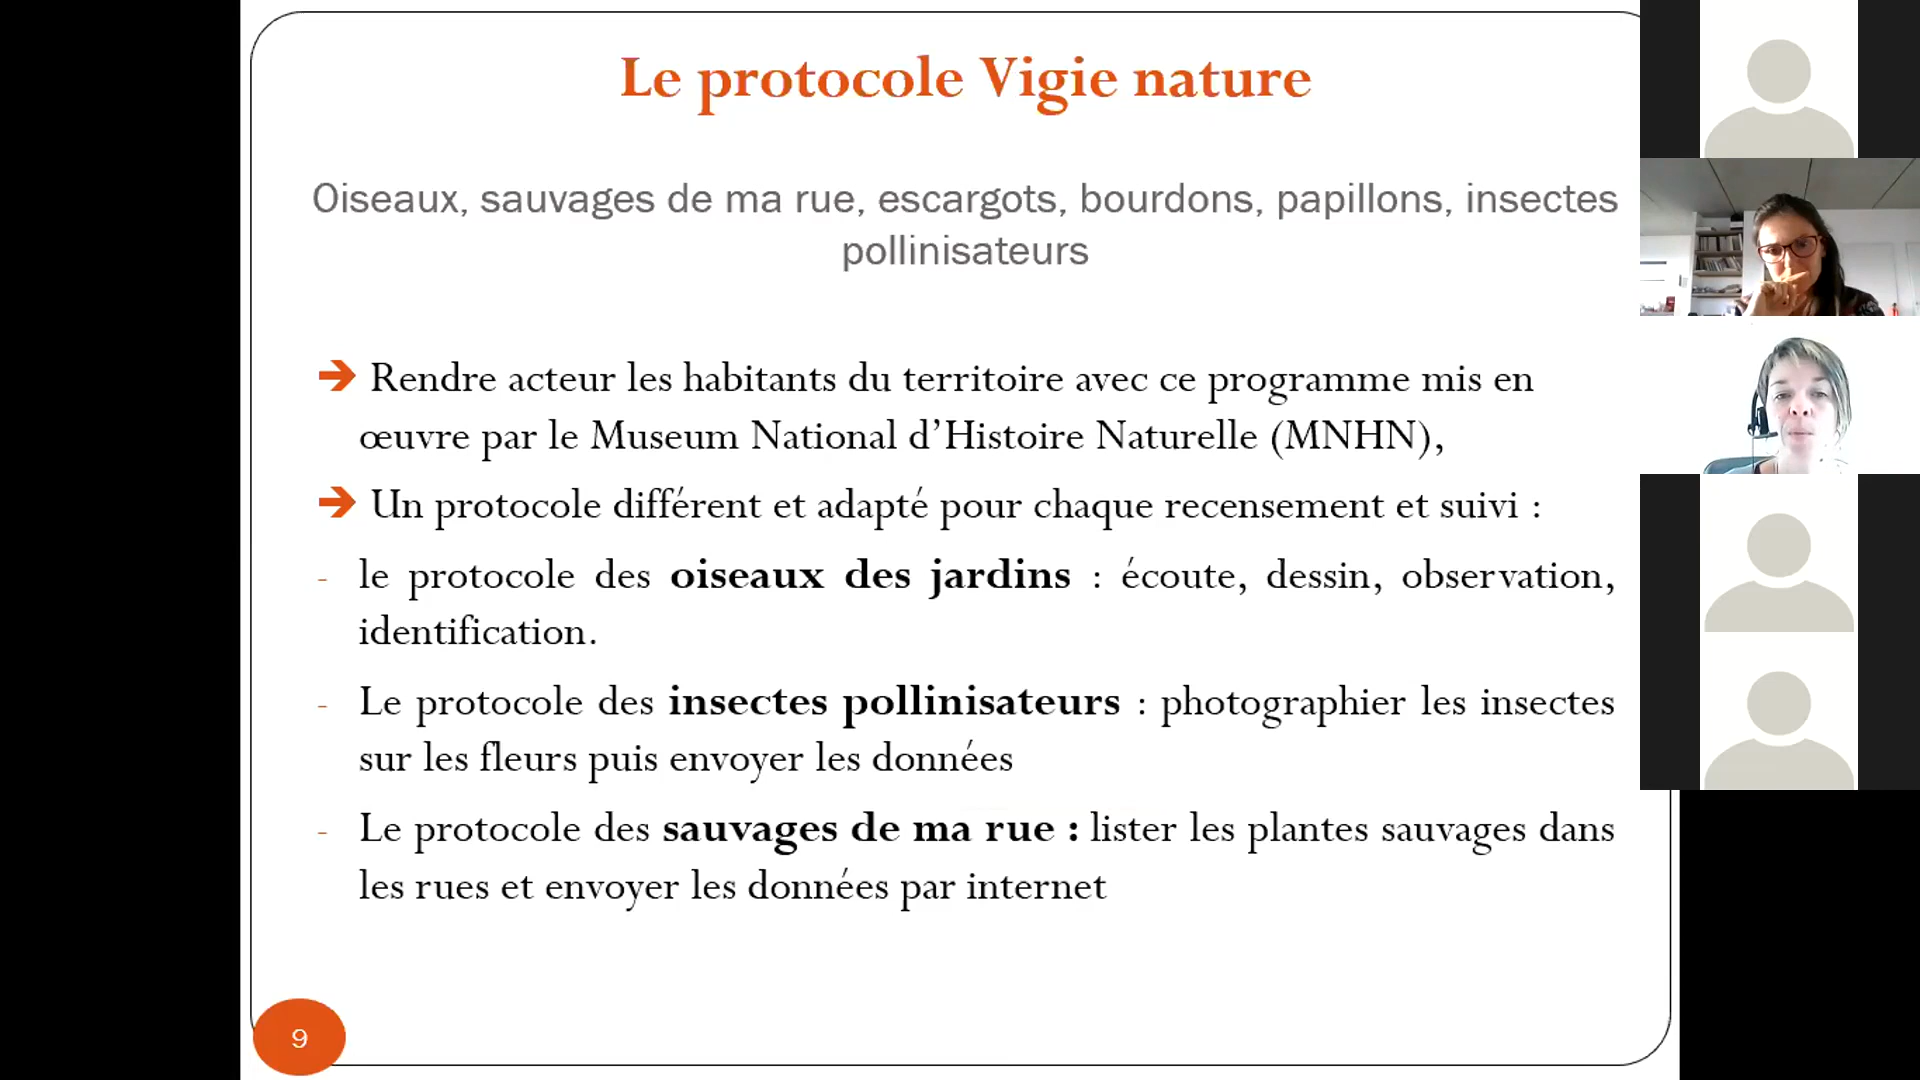 Le protocole Vigie nature
Oiseaux, sauvages de ma rue, escargots, bourdons, papillons, insectes
pollinisateurs
➔ Rendre acteur les habitants du territoire avec ce programme mis en
œuvre par le Museum National d’Histoire Naturelle (MNHN),
➔ Un protocole différent et adapté pour chaque recensement et suivi :
- le protocole des oiseaux des jardins : écoute, dessin, observation,
identification.
- Le protocole des insectes pollinisateurs : photographier les insectes
sur les fleurs puis envoyer les données
- Le protocole des sauvages de ma rue : lister les plantes sauvages dans
les rues et envoyer les données par internet
9